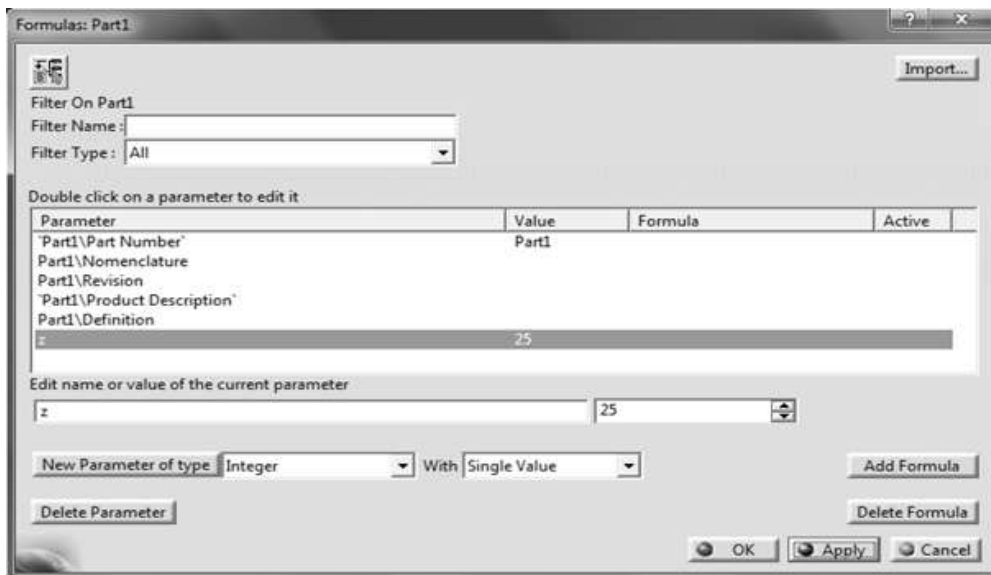 Formulas: Part1
Import...
Filter On Part1
Filter Name :
Filter Type : All
Double click on a parameter to edit it
Parameter Value Formula Active
`Part1\Part Number` Part1
Part1\Nomenclature
Part1\Revision
`Part1\Product Description`
Part1\Definition
z 25
Edit name or value of the current parameter
z 25
New Parameter of type Integer With Single Value Add Formula
Delete Parameter Delete Formula
OK Apply Cancel